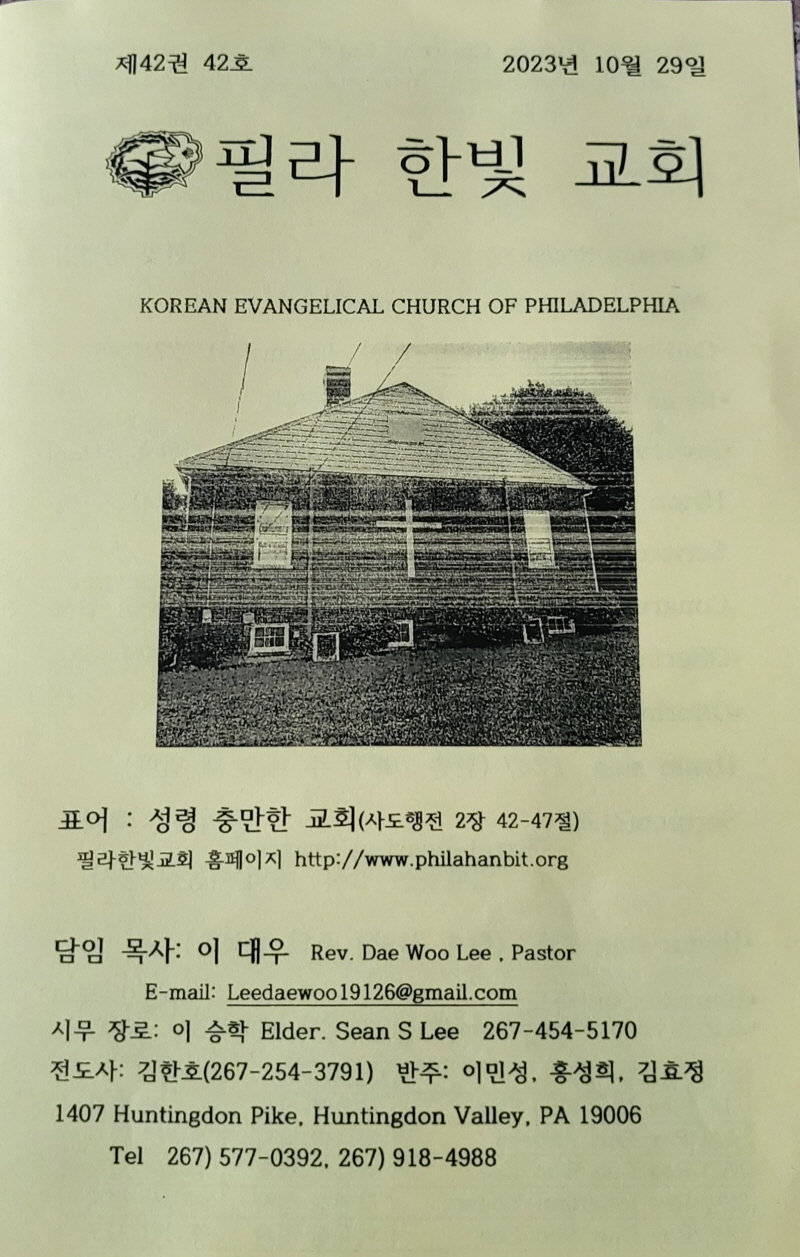 제42권 42호 2023년 10월 29일
필라 한빛 교회
KOREAN EVANGELICAL CHURCH OF PHILADELPHIA
표어 : 성령 충만한 교회(사도행전 2장 42-47절)
필라한빛교회 홈페이지 http://www.philahanbit.org
담임 목사: 이 대우 Rev. Dae Woo Lee , Pastor
E-mail: Leedaewoo19126@gmail.com
시무 장로: 이 승학 Elder. Sean S Lee 267-454-5170
전도사: 김한호(267-254-3791) 반주: 이민성, 홍성희, 김효정
1407 Huntingdon Pike, Huntingdon Valley, PA 19006
Tel 267) 577-0392, 267) 918-4988